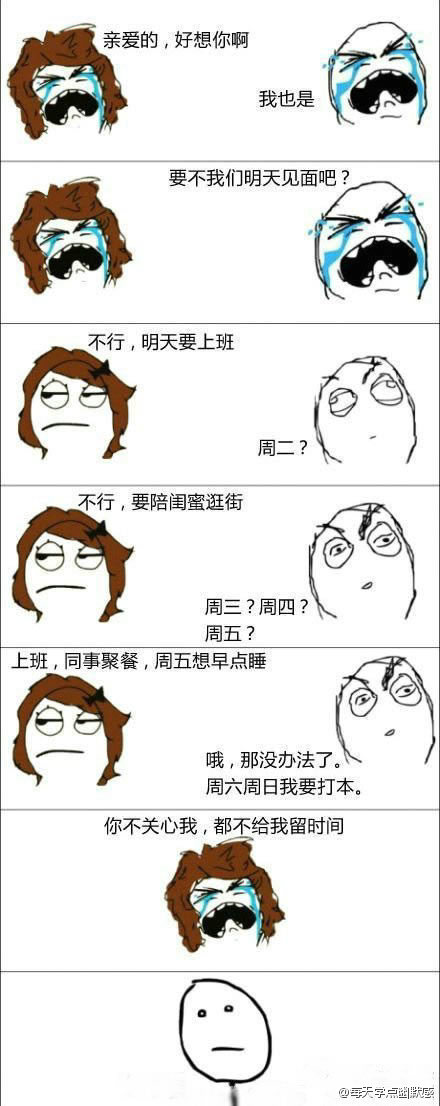 亲爱的，好想你啊
我也是
要不我们明天见面吧？
不行，明天要上班
周二？
不行，要陪闺蜜逛街
周三？周四？
周五？
上班，同事聚餐，周五想早点睡
哦，那没办法了。
周六周日我要打本。
你不关心我，都不给我留时间
@每天学点幽默感